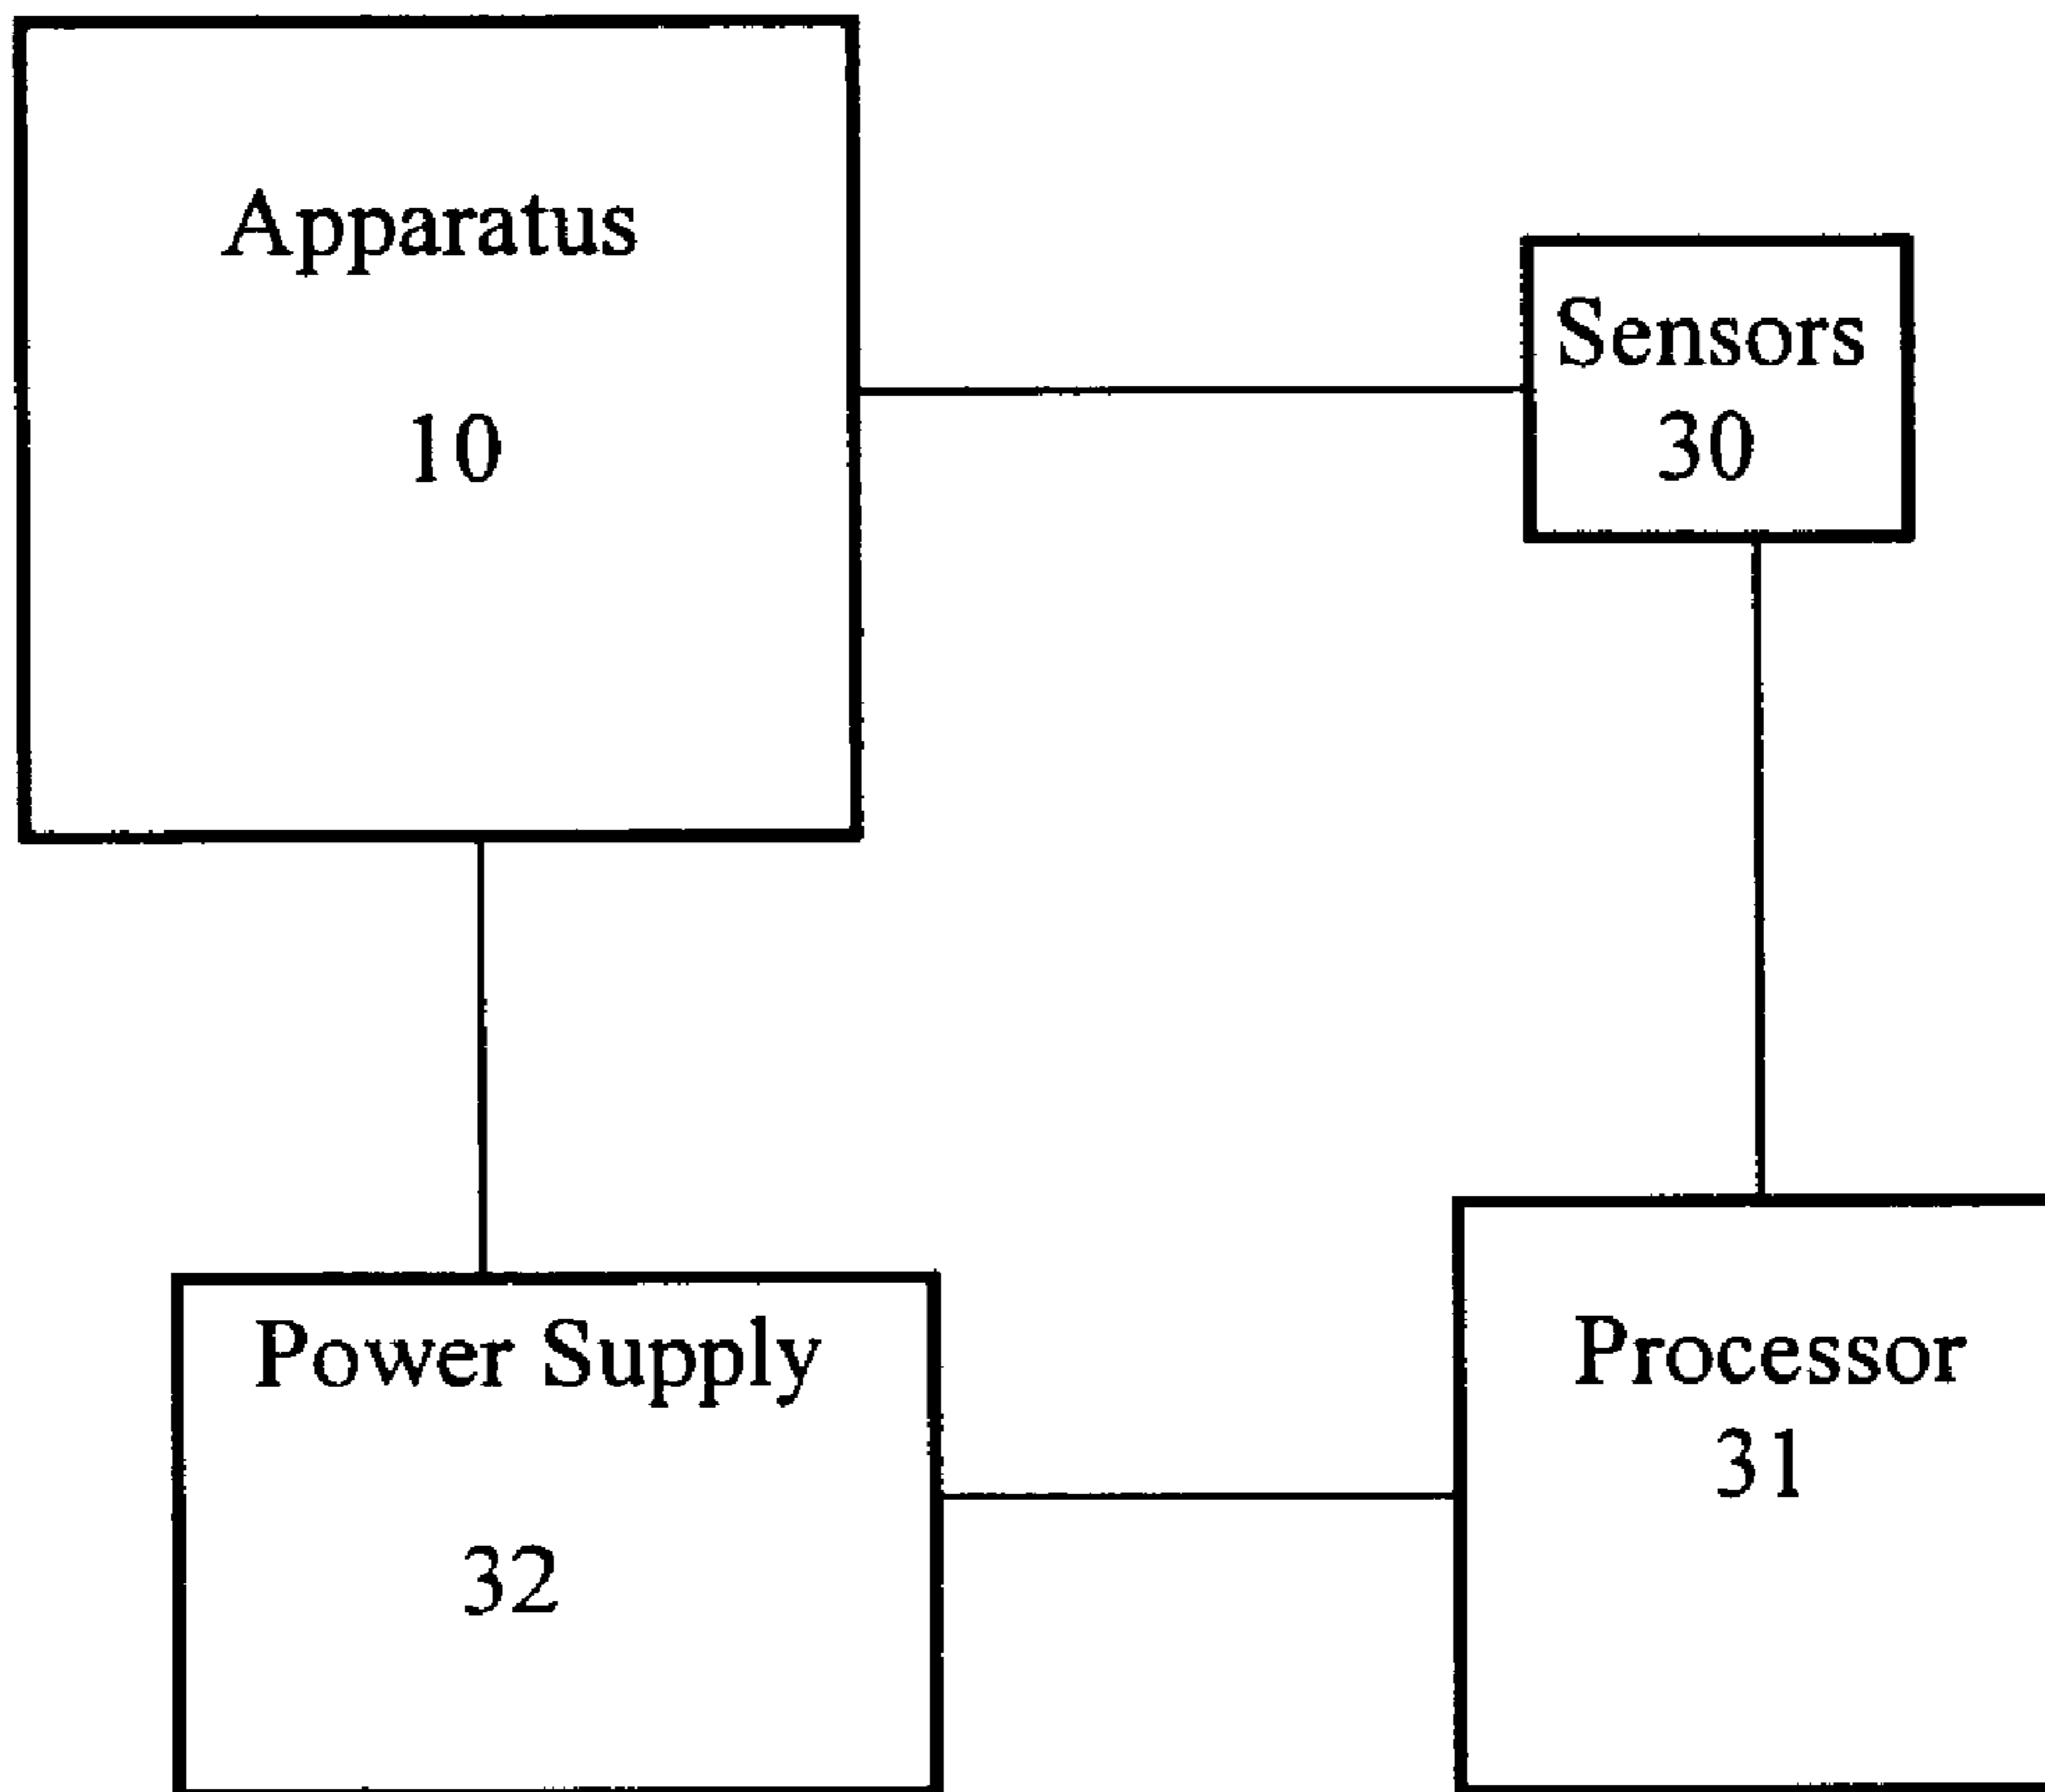 Apparatus
10
Sensors
30
Power Supply
32
Processor
31